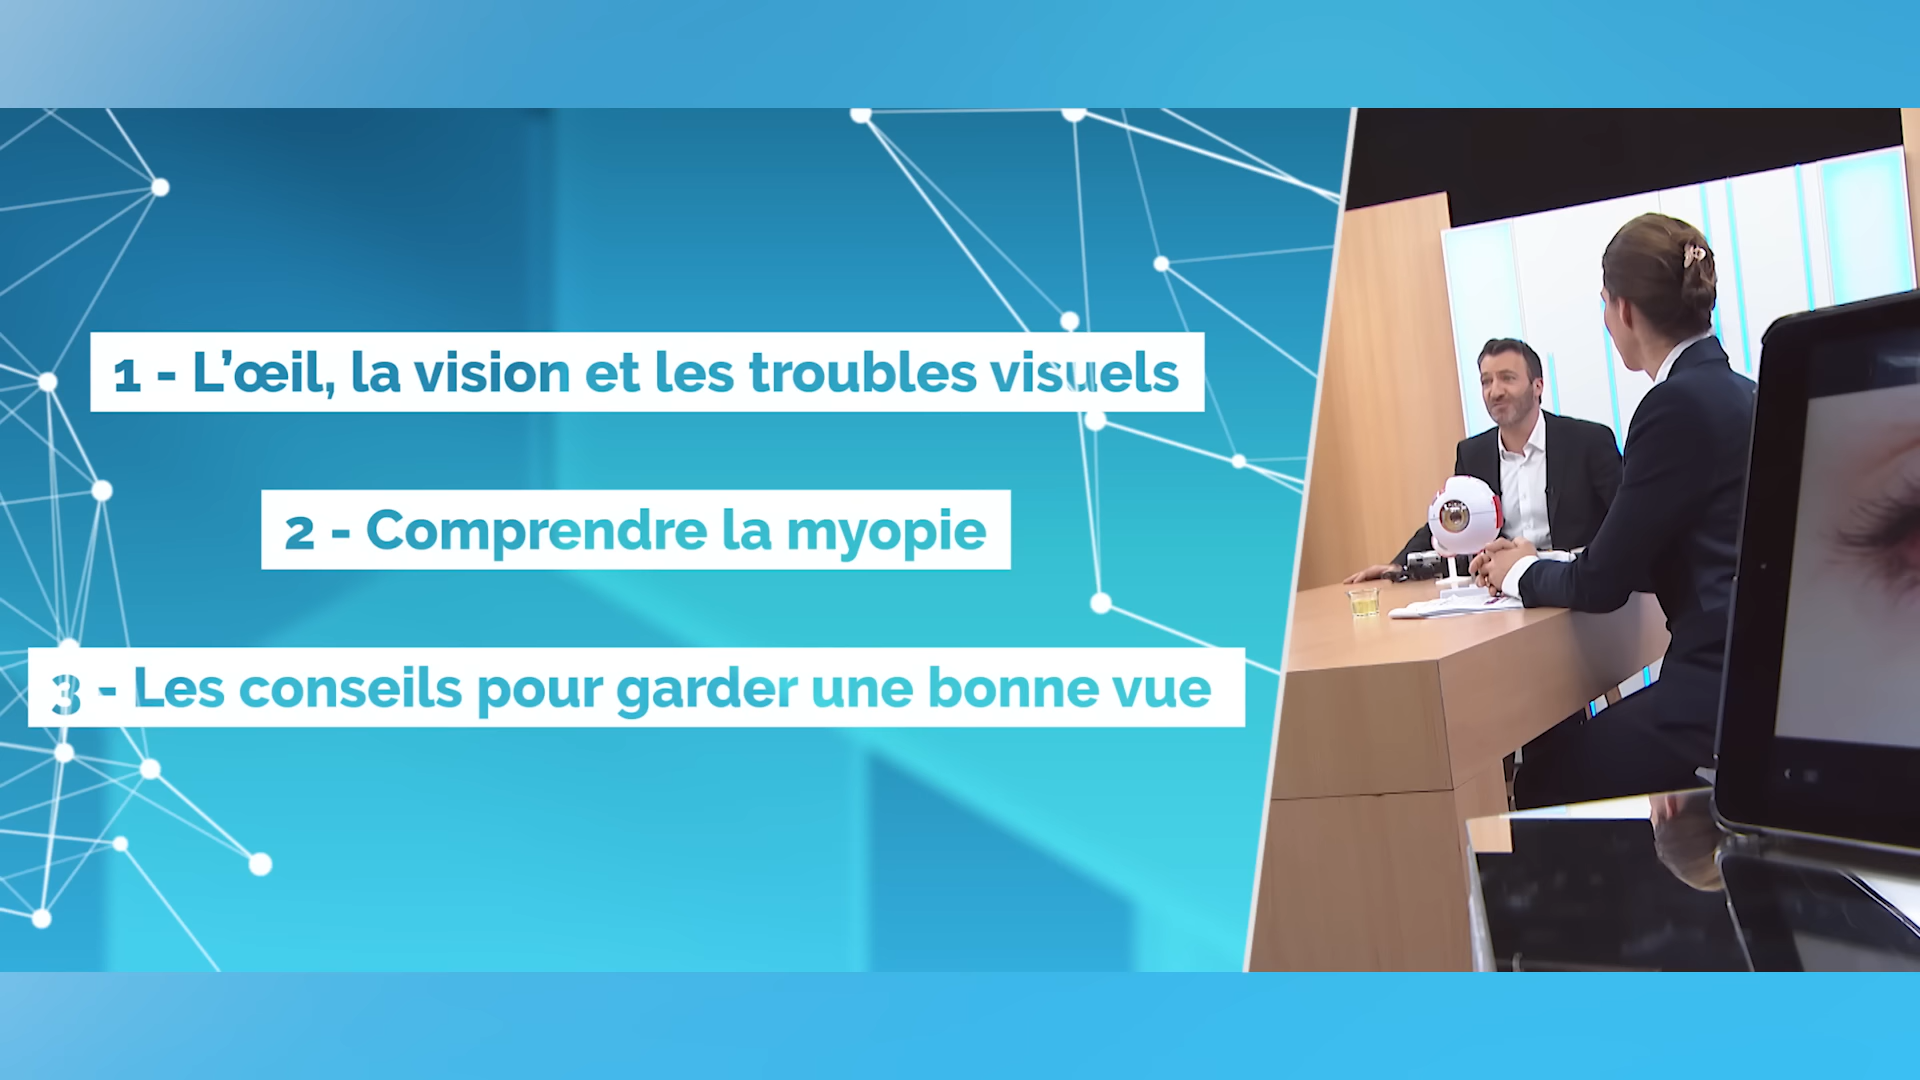 1 - L’œil, la vision et les troubles visuels
2 - Comprendre la myopie
3 - Les conseils pour garder une bonne vue